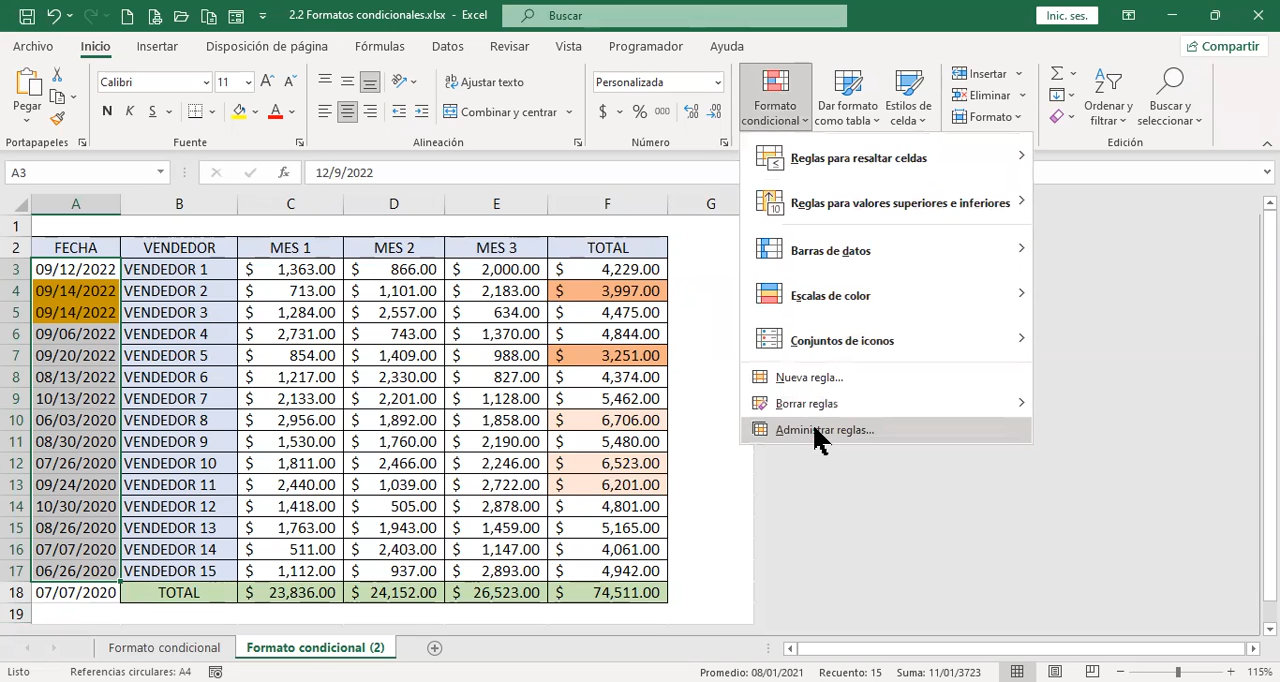 2.2 Formatos condicionales.xlsx - Excel
Buscar
Inic. ses.
Archivo Inicio Insertar Disposición de página Fórmulas Datos Revisar Vista Programador Ayuda Compartir
Pegar
Calibri 11
N K S
Ajustar texto
Combinar y centrar
Personalizada
$ % 000
Formato condicional
Dar formato como tabla
Estilos de celda
Insertar
Eliminar
Formato
Ordenar y filtrar
Buscar y seleccionar
Portapapeles Fuente Alineación Número Edición
A3 fx 12/9/2022
Reglas para resaltar celdas
Reglas para valores superiores e inferiores
Barras de datos
Escalas de color
Conjuntos de iconos
Nueva regla...
Borrar reglas
Administrar reglas...
A B C D E F G
1
2 FECHA VENDEDOR MES 1 MES 2 MES 3 TOTAL
3 09/12/2022 VENDEDOR 1 $ 1,363.00 $ 866.00 $ 2,000.00 $ 4,229.00
4 09/14/2022 VENDEDOR 2 $ 713.00 $ 1,101.00 $ 2,183.00 $ 3,997.00
5 09/14/2022 VENDEDOR 3 $ 1,284.00 $ 2,557.00 $ 634.00 $ 4,475.00
6 09/06/2022 VENDEDOR 4 $ 2,731.00 $ 743.00 $ 1,370.00 $ 4,844.00
7 09/20/2022 VENDEDOR 5 $ 854.00 $ 1,409.00 $ 988.00 $ 3,251.00
8 08/13/2022 VENDEDOR 6 $ 1,217.00 $ 2,330.00 $ 827.00 $ 4,374.00
9 10/13/2022 VENDEDOR 7 $ 2,133.00 $ 2,201.00 $ 1,128.00 $ 5,462.00
10 06/03/2020 VENDEDOR 8 $ 2,956.00 $ 1,892.00 $ 1,858.00 $ 6,706.00
11 08/30/2020 VENDEDOR 9 $ 1,530.00 $ 1,760.00 $ 2,190.00 $ 5,480.00
12 07/26/2020 VENDEDOR 10 $ 1,811.00 $ 2,466.00 $ 2,246.00 $ 6,523.00
13 09/24/2020 VENDEDOR 11 $ 2,440.00 $ 1,039.00 $ 2,722.00 $ 6,201.00
14 10/30/2020 VENDEDOR 12 $ 1,418.00 $ 505.00 $ 2,878.00 $ 4,801.00
15 08/26/2020 VENDEDOR 13 $ 1,763.00 $ 1,943.00 $ 1,459.00 $ 5,165.00
16 07/07/2020 VENDEDOR 14 $ 511.00 $ 2,403.00 $ 1,147.00 $ 4,061.00
17 06/26/2020 VENDEDOR 15 $ 1,112.00 $ 937.00 $ 2,893.00 $ 4,942.00
18 07/07/2020 TOTAL $ 23,836.00 $ 24,152.00 $ 26,523.00 $ 74,511.00
19
Formato condicional Formato condicional (2)
Listo Referencias circulares: A4 Promedio: 08/01/2021 Recuento: 15 Suma: 11/01/3723 115%